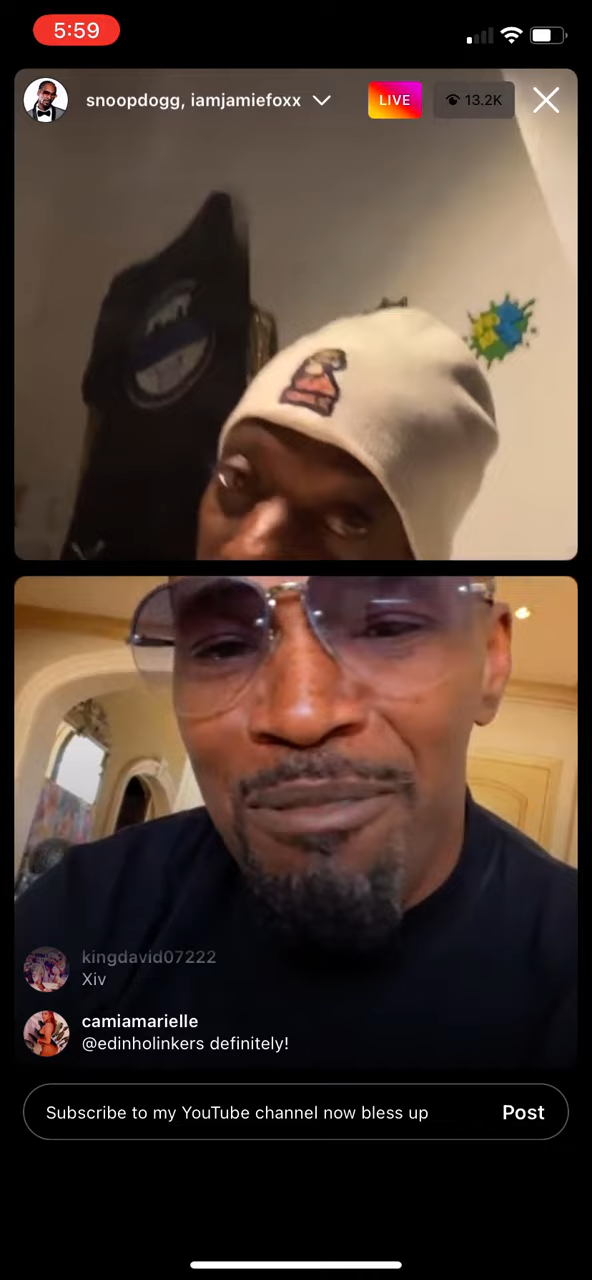 5:59
snoopdogg, iamjamiefoxx
LIVE
13.2K
kingdavid07222
Xiv
camiamarielle
@edinholinkers definitely!
Subscribe to my YouTube channel now bless up
Post